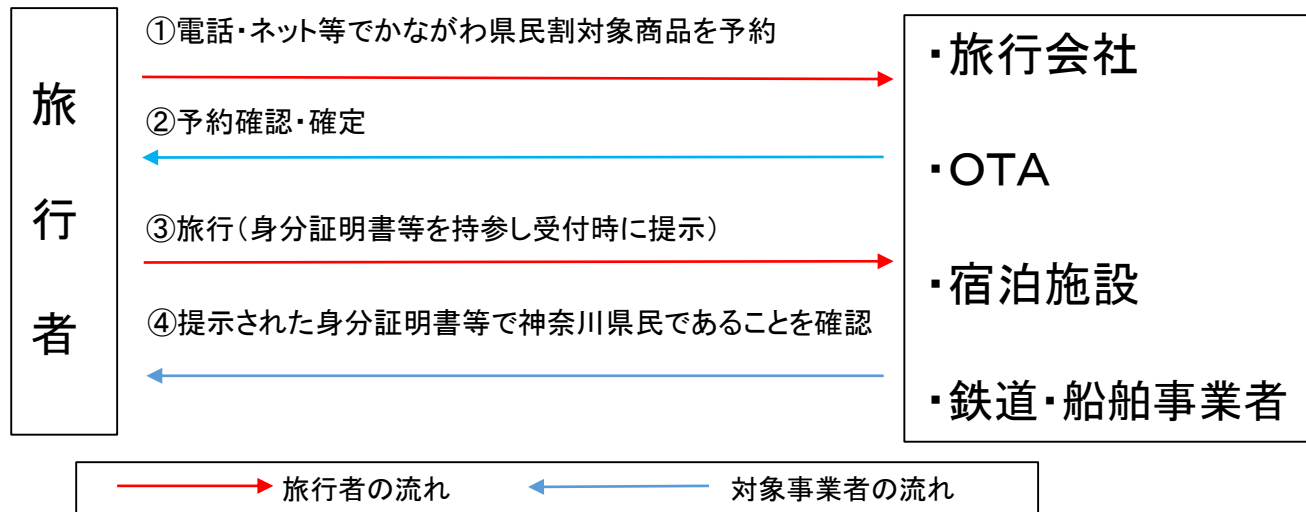 旅行者
①電話・ネット等でかながわ県民割対象商品を予約
②予約確認・確定
③旅行（身分証明書等を持参し受付時に提示）
④提示された身分証明書等で神奈川県民であることを確認
・旅行会社
・ＯＴＡ
・宿泊施設
・鉄道・船舶事業者
旅行者の流れ
対象事業者の流れ